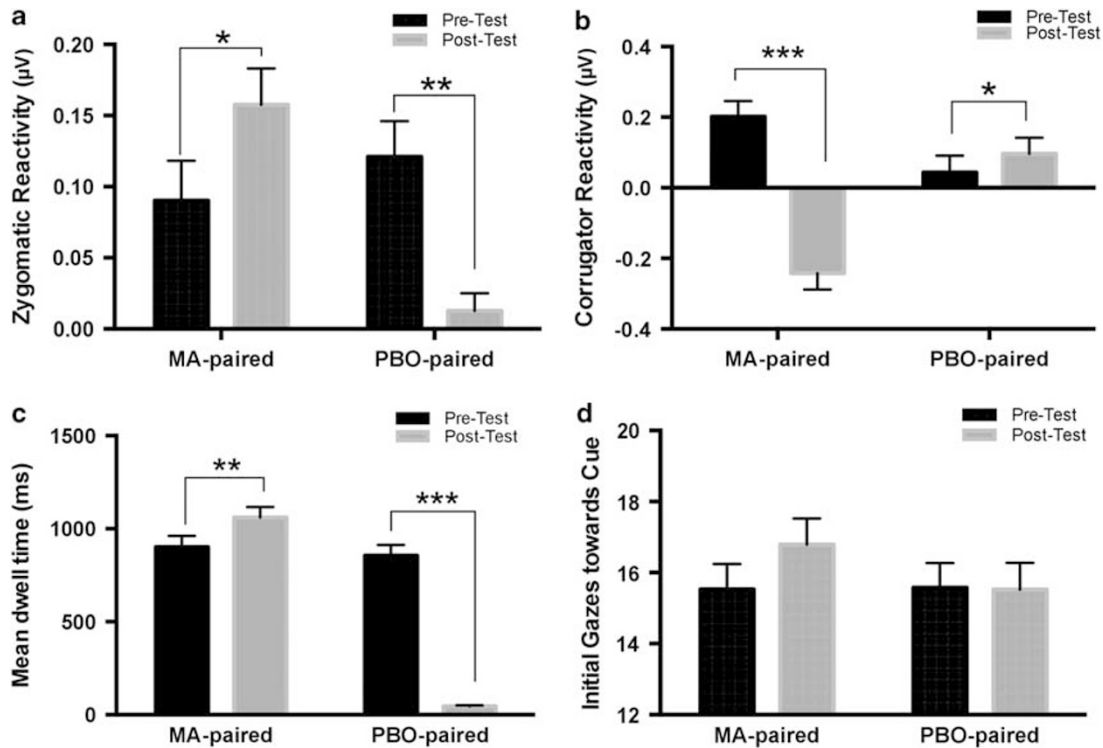 a
Pre-Test
Post-Test
Zygomatic Reactivity (µV)
0.20
0.15
0.10
0.05
0.00
*
**
MA-paired
PBO-paired
b
Pre-Test
Post-Test
Corrugator Reactivity (µV)
0.4
0.2
0.0
-0.2
-0.4
***
*
MA-paired
PBO-paired
c
Pre-Test
Post-Test
Mean dwell time (ms)
1500
1000
500
0
**
***
MA-paired
PBO-paired
d
Pre-Test
Post-Test
Initial Gazes towards Cue
20
18
16
14
12
MA-paired
PBO-paired